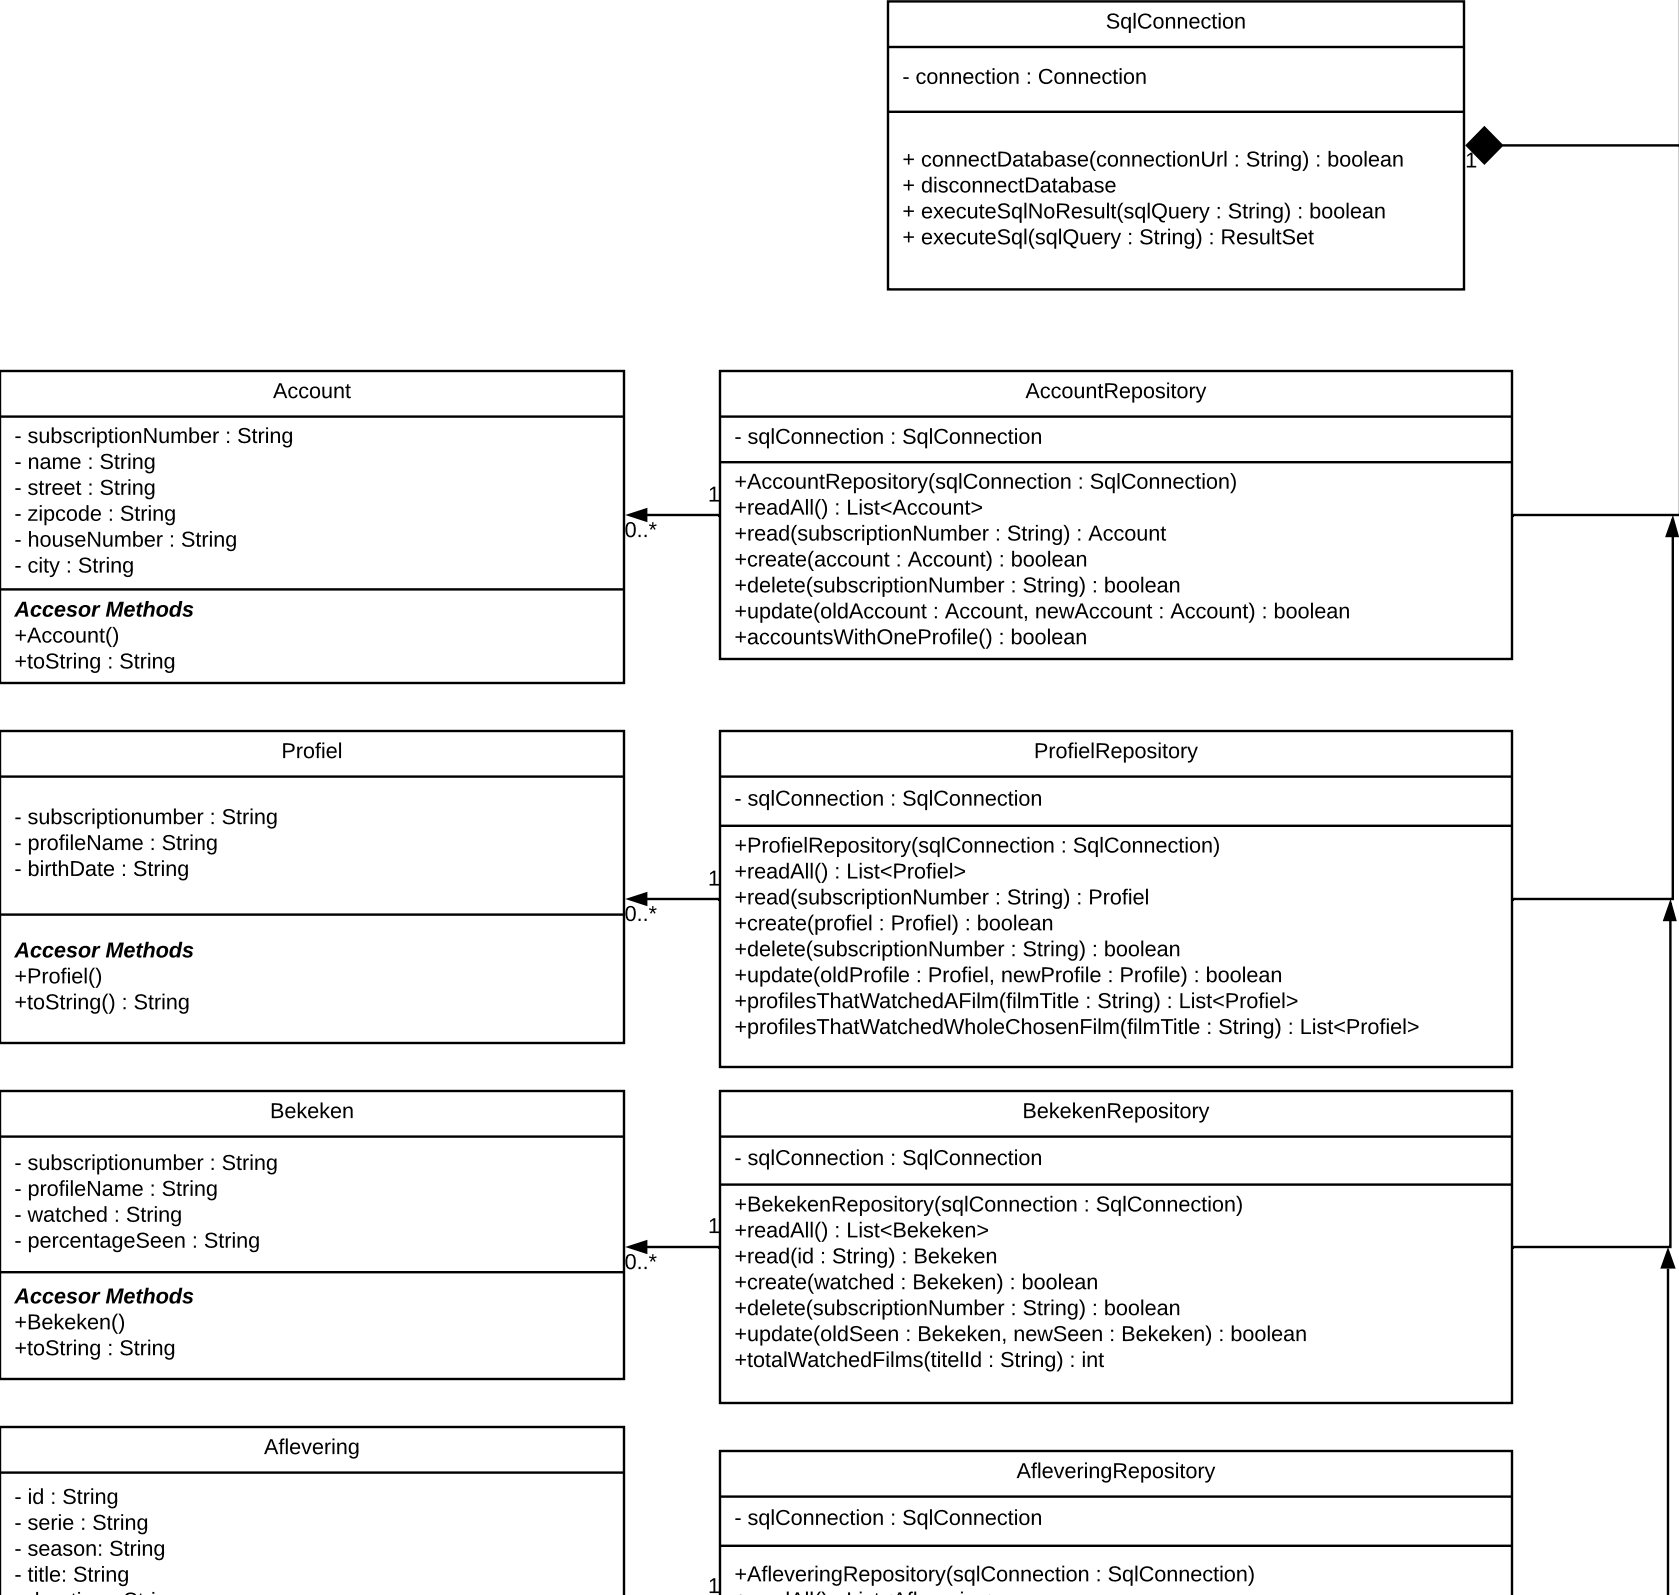 SqlConnection
- connection : Connection
+ connectDatabase(connectionUrl : String) : boolean
+ disconnectDatabase
+ executeSqlNoResult(sqlQuery : String) : boolean
+ executeSql(sqlQuery : String) : ResultSet
1
Account
- subscriptionNumber : String
- name : String
- street : String
- zipcode : String
- houseNumber : String
- city : String
Accesor Methods
+Account()
+toString : String
1
0..*
AccountRepository
- sqlConnection : SqlConnection
+AccountRepository(sqlConnection : SqlConnection)
+readAll() : List<Account>
+read(subscriptionNumber : String) : Account
+create(account : Account) : boolean
+delete(subscriptionNumber : String) : boolean
+update(oldAccount : Account, newAccount : Account) : boolean
+accountsWithOneProfile() : boolean
Profiel
- subscriptionumber : String
- profileName : String
- birthDate : String
Accesor Methods
+Profiel()
+toString() : String
1
0..*
ProfielRepository
- sqlConnection : SqlConnection
+ProfielRepository(sqlConnection : SqlConnection)
+readAll() : List<Profiel>
+read(subscriptionNumber : String) : Profiel
+create(profiel : Profiel) : boolean
+delete(subscriptionNumber : String) : boolean
+update(oldProfile : Profiel, newProfile : Profile) : boolean
+profilesThatWatchedAFilm(filmTitle : String) : List<Profiel>
+profilesThatWatchedWholeChosenFilm(filmTitle : String) : List<Profiel>
Bekeken
- subscriptionumber : String
- profileName : String
- watched : String
- percentageSeen : String
Accesor Methods
+Bekeken()
+toString : String
1
0..*
BekekenRepository
- sqlConnection : SqlConnection
+BekekenRepository(sqlConnection : SqlConnection)
+readAll() : List<Bekeken>
+read(id : String) : Bekeken
+create(watched : Bekeken) : boolean
+delete(subscriptionNumber : String) : boolean
+update(oldSeen : Bekeken, newSeen : Bekeken) : boolean
+totalWatchedFilms(titelId : String) : int
Aflevering
- id : String
- serie : String
- season: String
- title: String
1
AfleveringRepository
- sqlConnection : SqlConnection
+AfleveringRepository(sqlConnection : SqlConnection)